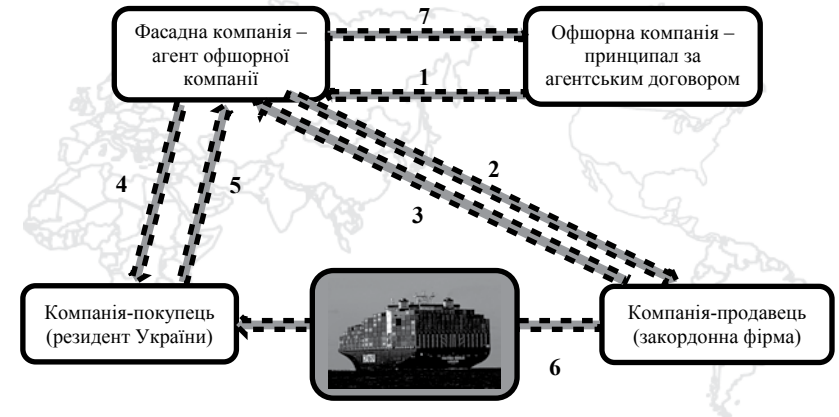 7
Фасадна компанія –
агент офшорної
компанії
Офшорна компанія –
принципал за
агентським договором
1
2
4
5
3
Компанія-покупець
(резидент України)
Компанія-продавець
(закордонна фірма)
6